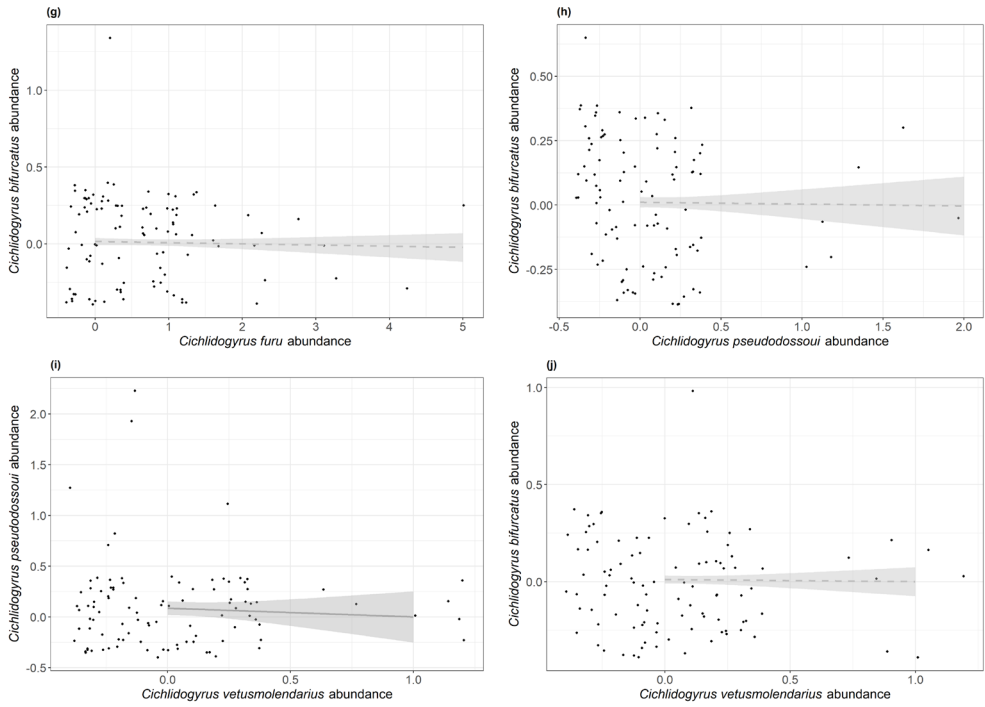 (g)
Cichlidogyrus bifurcatus abundance
1.0
0.5
0.0
0 1 2 3 4 5
Cichlidogyrus furu abundance
(h)
Cichlidogyrus bifurcatus abundance
0.50
0.25
0.00
-0.25
-0.5 0.0 0.5 1.0 1.5 2.0
Cichlidogyrus pseudodossoui abundance
(i)
Cichlidogyrus pseudodossoui abundance
2.0
1.5
1.0
0.5
0.0
-0.5
0.0 0.5 1.0
Cichlidogyrus vetusmolendarius abundance
(j)
Cichlidogyrus bifurcatus abundance
1.0
0.5
0.0
0.0 0.5 1.0
Cichlidogyrus vetusmolendarius abundance